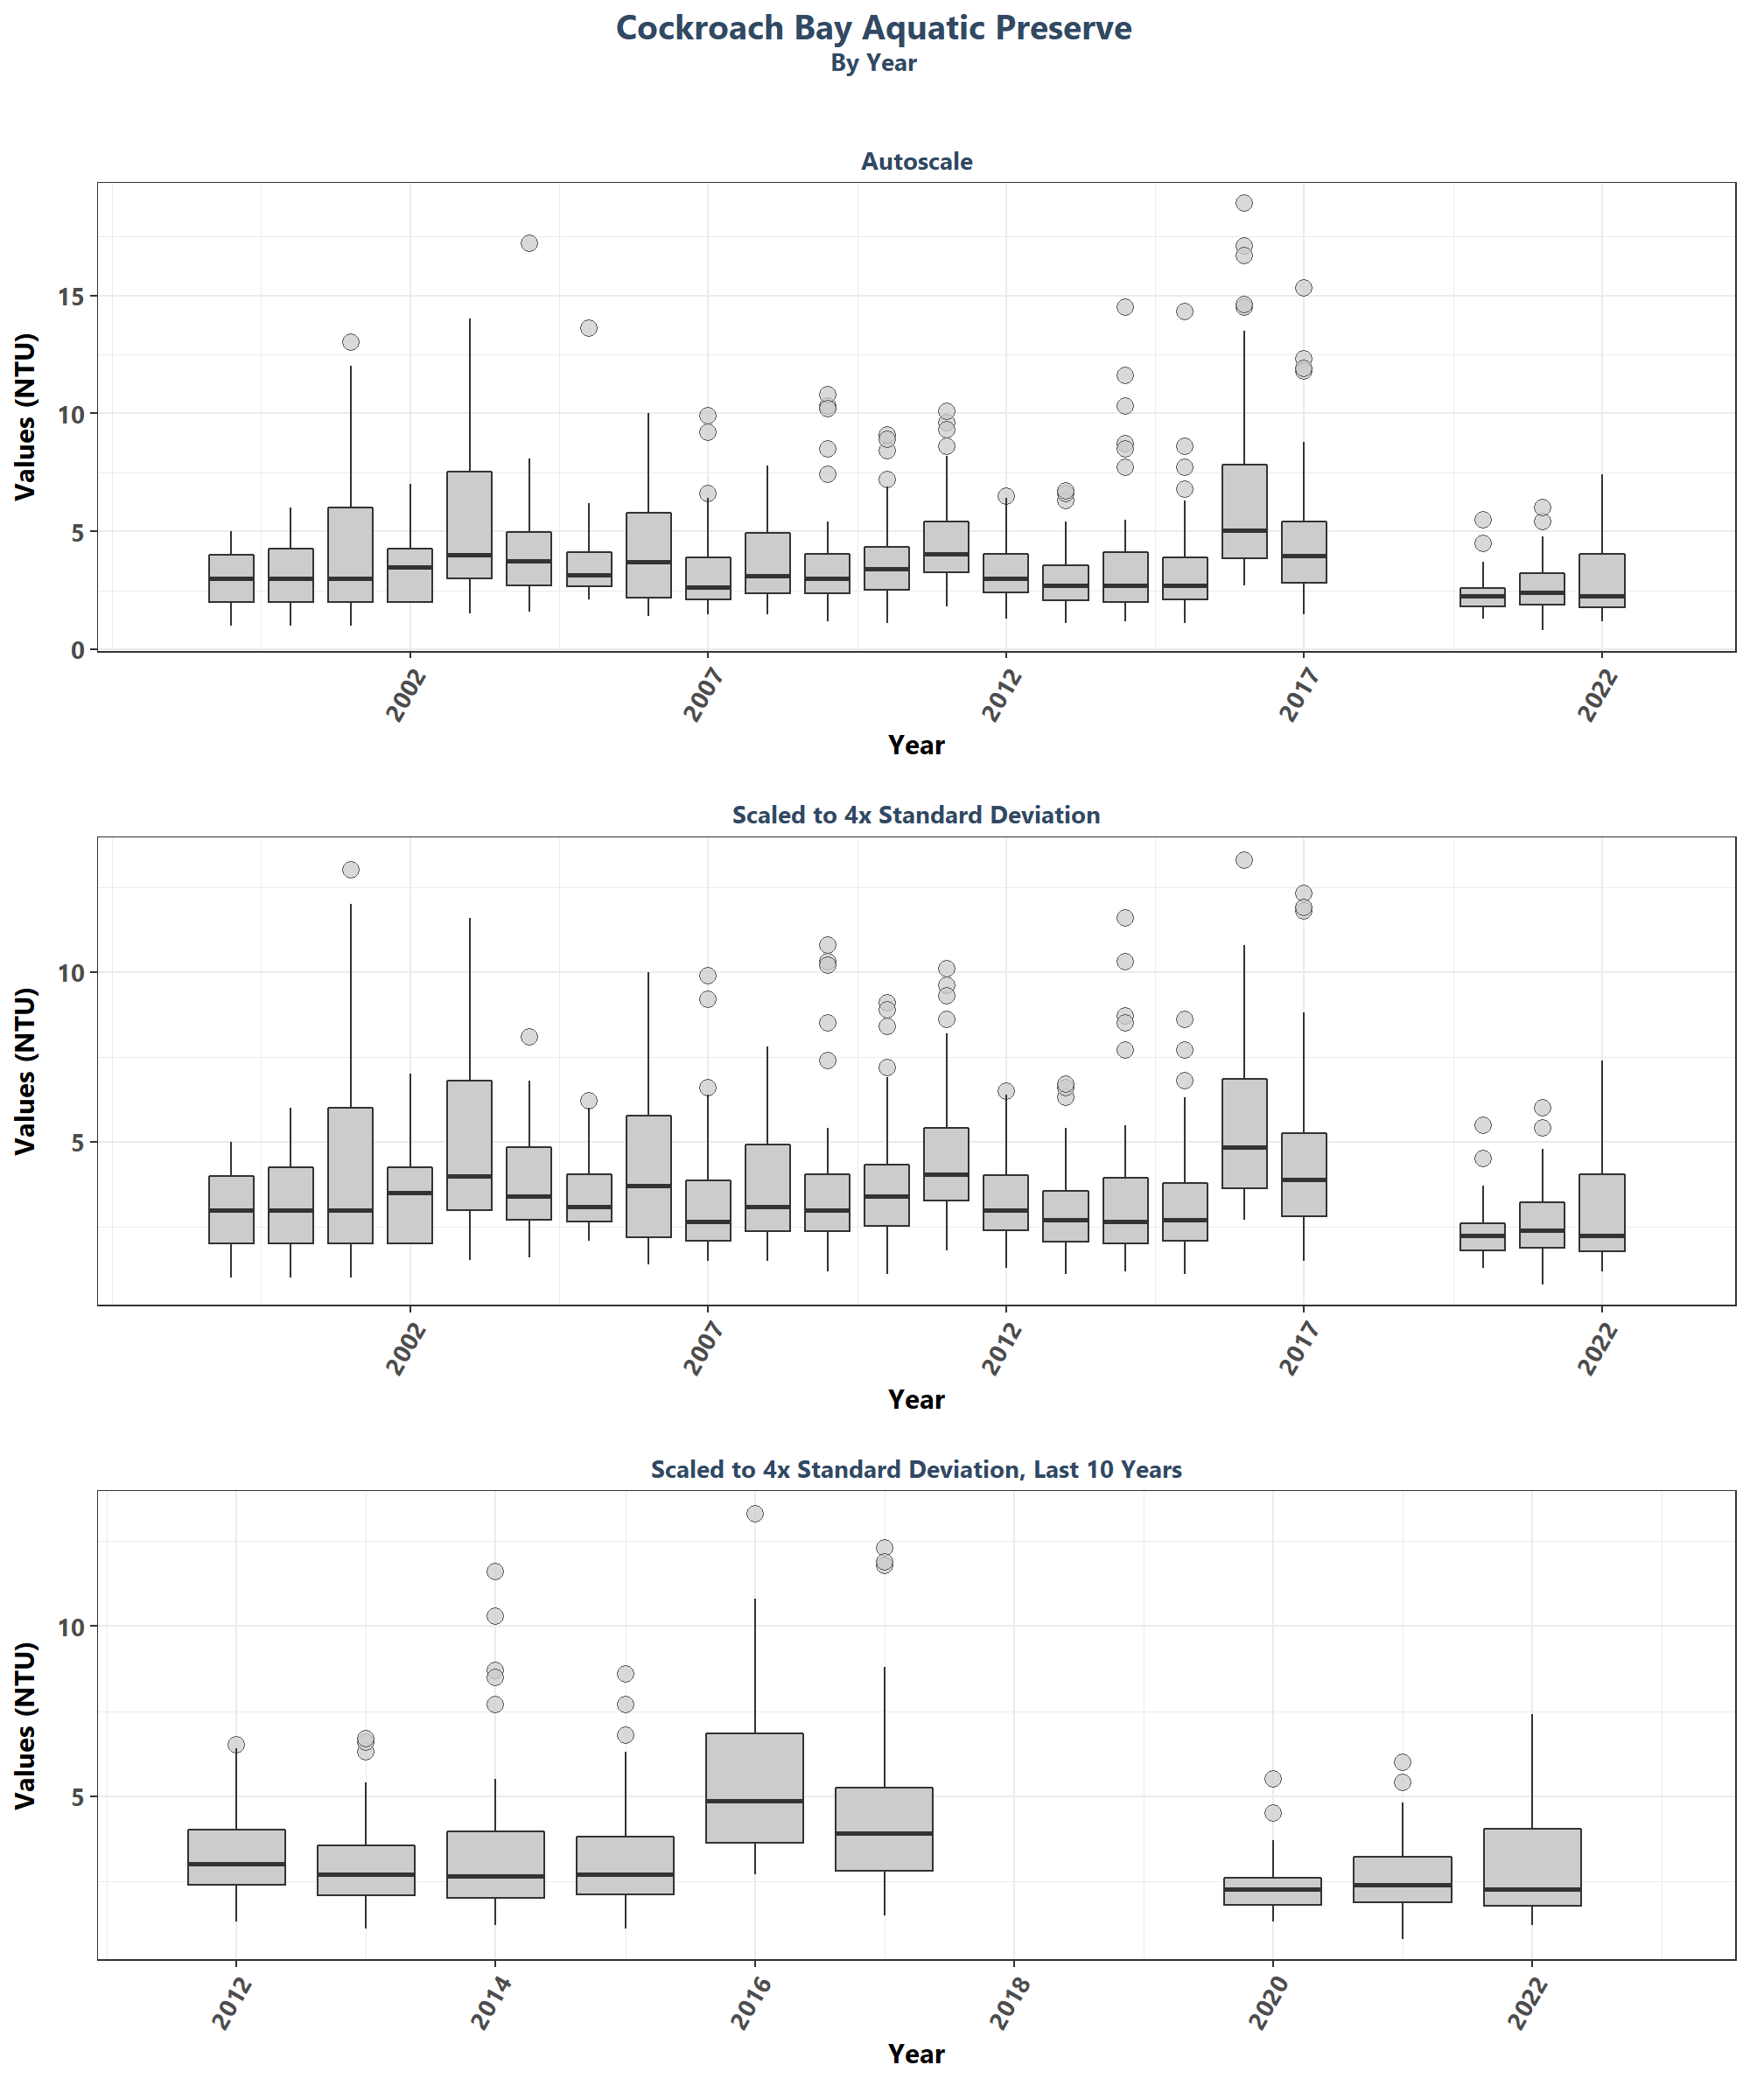 Cockroach Bay Aquatic Preserve
By Year
Autoscale
Values (NTU)
15
10
5
0
2002
2007
2012
2017
2022
Year
Scaled to 4x Standard Deviation
Values (NTU)
10
5
2002
2007
2012
2017
2022
Year
Scaled to 4x Standard Deviation, Last 10 Years
Values (NTU)
10
5
2012
2014
2016
2018
2020
2022
Year